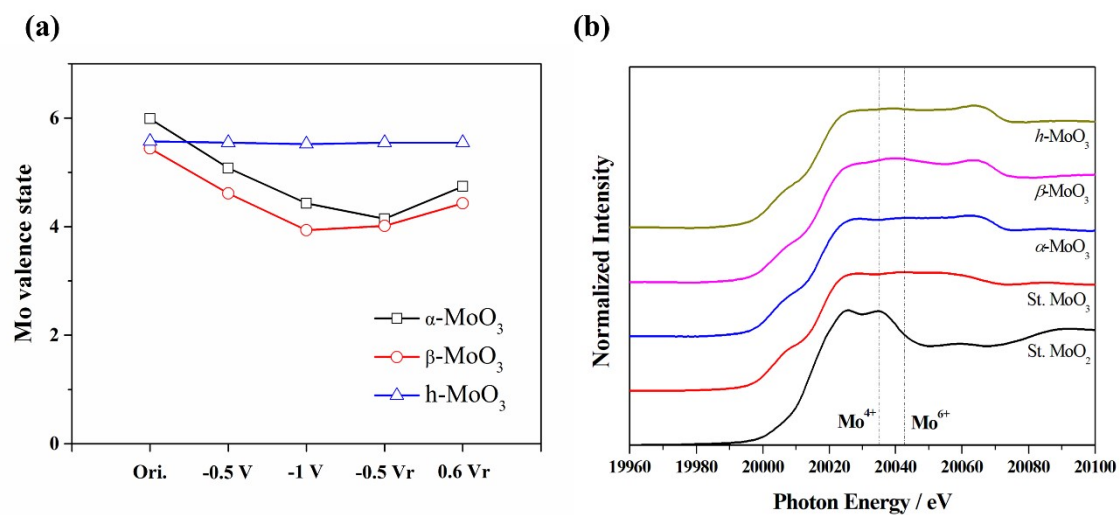 (a)
Mo valence state
6
4
2
0
α-MoO₃
β-MoO₃
h-MoO₃
Ori. -0.5 V -1 V -0.5 Vr 0.6 Vr
(b)
Normalized Intensity
h-MoO₃
β-MoO₃
α-MoO₃
St. MoO₃
St. MoO₂
Mo⁴⁺ Mo⁶⁺
19960 19980 20000 20020 20040 20060 20080 20100
Photon Energy / eV